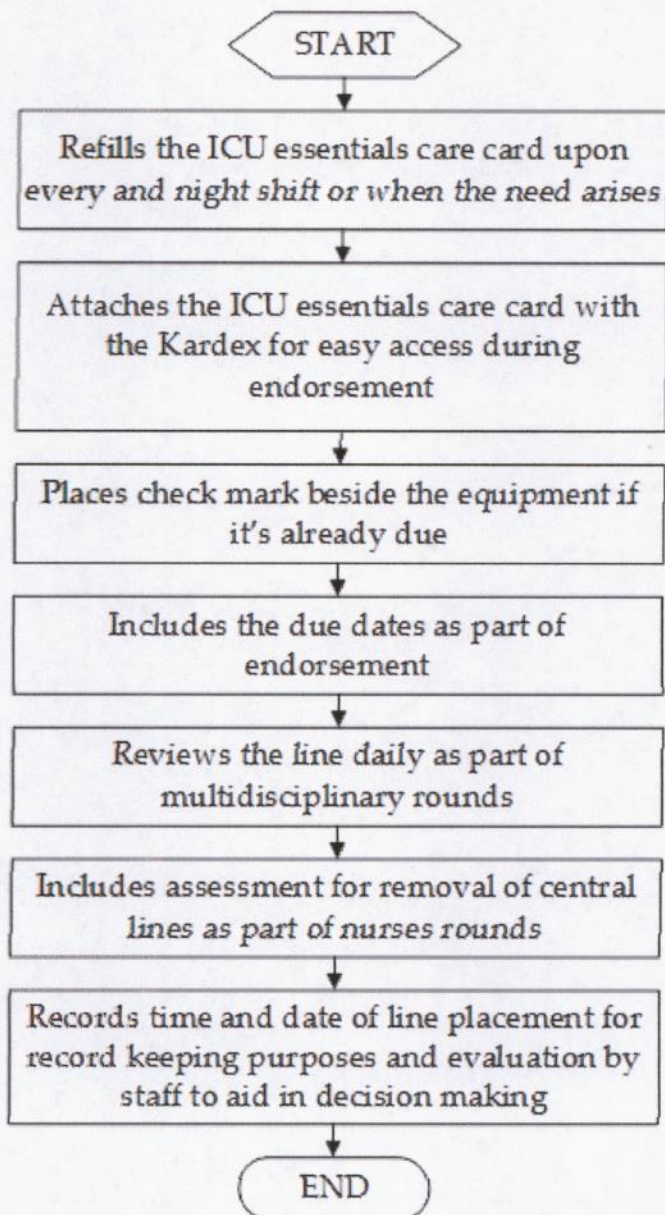 START
Refills the ICU essentials care card upon
every and night shift or when the need arises
Attaches the ICU essentials care card with
the Kardex for easy access during
endorsement
Places check mark beside the equipment if
it's already due
Includes the due dates as part of
endorsement
Reviews the line daily as part of
multidisciplinary rounds
Includes assessment for removal of central
lines as part of nurses rounds
Records time and date of line placement for
record keeping purposes and evaluation by
staff to aid in decision making
END